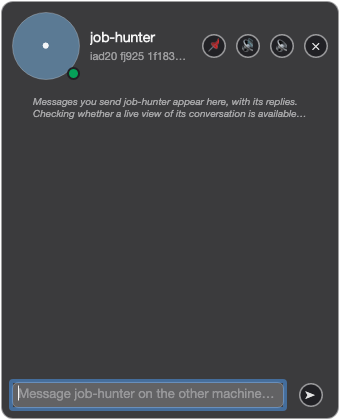 job-hunter
iad20 fj925 1f183…
Messages you send job-hunter appear here, with its replies.
Checking whether a live view of its conversation is available…
Message job-hunter on the other machine…